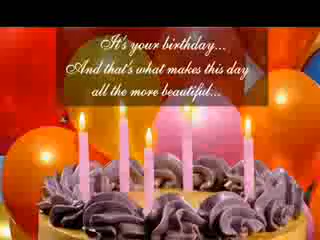 It's your birthday...
And that's what makes this day
all the more beautiful...